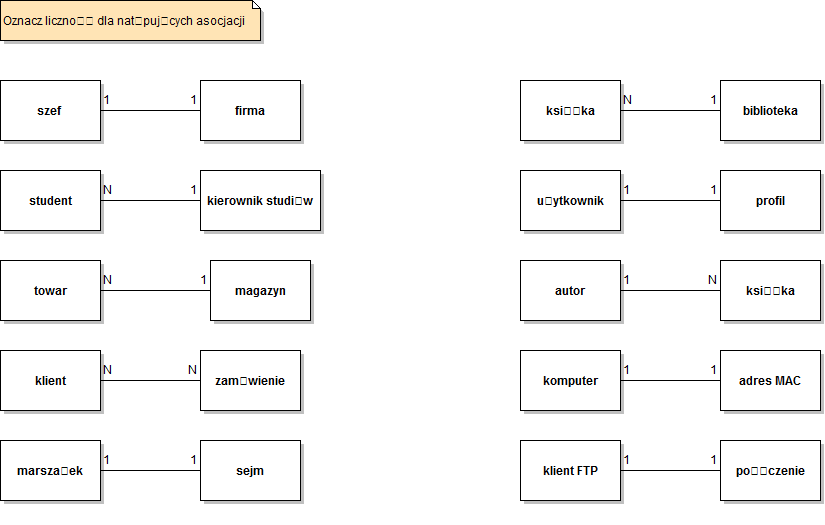 Oznacz liczno□□ dla nat□puj□cych asocjacji
szef 1 1 firma
książka N 1 biblioteka
student N 1 kierownik studi□w
u□ytkownik 1 1 profil
towar N 1 magazyn
autor 1 N ksi□□ka
klient N N zam□wienie
komputer 1 1 adres MAC
marsza□ek 1 1 sejm
klient FTP 1 1 po□□czenie